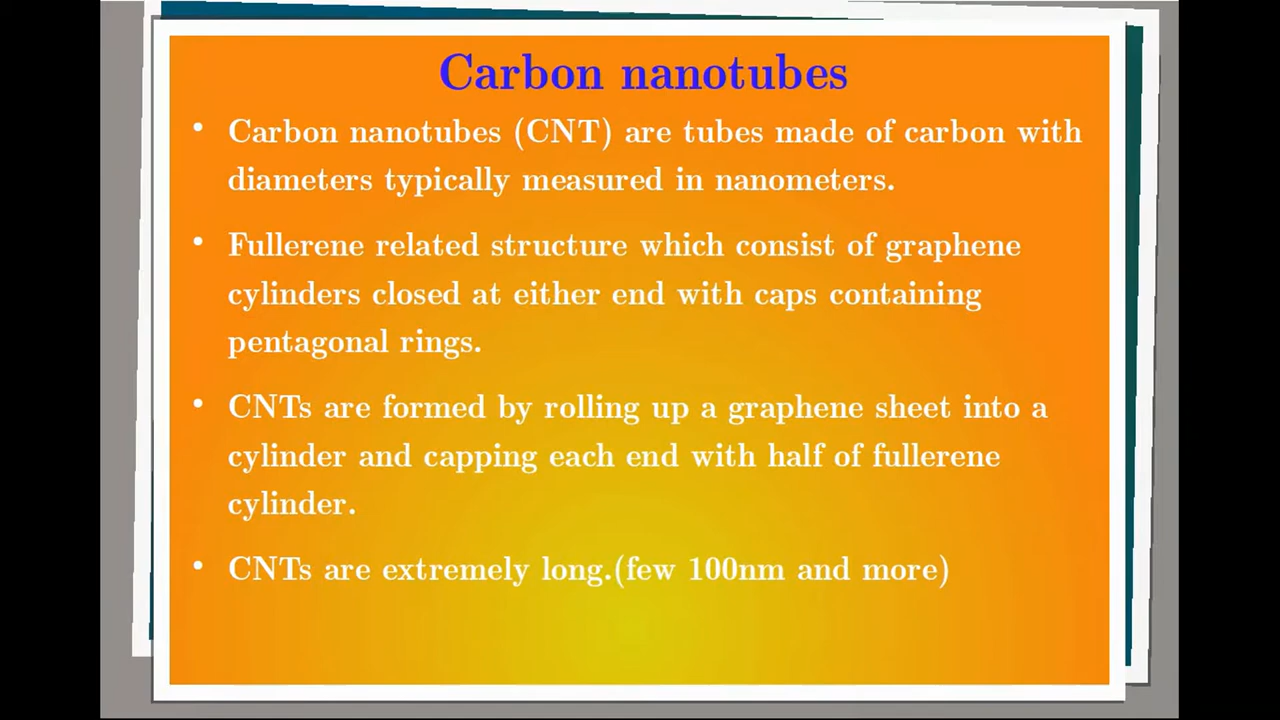 Carbon nanotubes
• Carbon nanotubes (CNT) are tubes made of carbon with
diameters typically measured in nanometers.
• Fullerene related structure which consist of graphene
cylinders closed at either end with caps containing
pentagonal rings.
• CNTs are formed by rolling up a graphene sheet into a
cylinder and capping each end with half of fullerene
cylinder.
• CNTs are extremely long.(few 100nm and more)